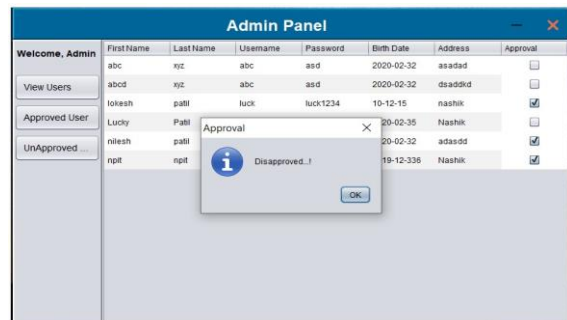 Admin Panel
Welcome, Admin
View Users
Approved User
UnApproved ...
First Name Last Name Username Password Birth Date Address Approval
abc xyz abc asd 2020-02-32 asadad
abcd xyz abc asd 2020-02-32 dsaddkd
lokesh patil luck luck1234 10-12-15 nashik
Lucky Patil 20-02-35 Nashik
nilesh patil 20-02-32 adasdd
npit npit 19-12-336 Nashik
Approval
Disapproved..!
OK